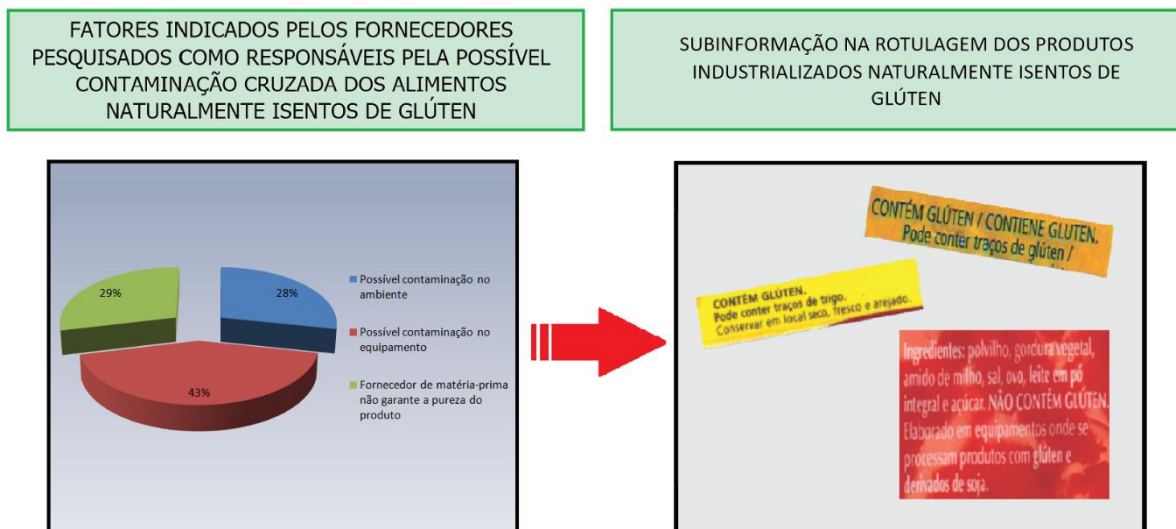 FATORES INDICADOS PELOS FORNECEDORES
PESQUISADOS COMO RESPONSÁVEIS PELA POSSÍVEL
CONTAMINAÇÃO CRUZADA DOS ALIMENTOS
NATURALMENTE ISENTOS DE GLÚTEN
SUBINFORMAÇÃO NA ROTULAGEM DOS PRODUTOS
INDUSTRIALIZADOS NATURALMENTE ISENTOS DE
GLÚTEN
29%
28%
43%
Possível contaminação no
ambiente
Possível contaminação no
equipamento
Fornecedor de matéria-prima
não garante a pureza do
produto
CONTÉM GLÚTEN / CONTIENE GLUTEN.
Pode conter traços de glúten /
CONTÉM GLÚTEN.
Pode conter traços de trigo.
Conservar em local seco, fresco e arejado.
Ingredientes: polvilho, gordura vegetal,
amido de milho, sal, ovo, leite em pó
integral e açúcar. NÃO CONTÉM GLÚTEN.
Elaborado em equipamentos onde se
processam produtos com glúten e
derivados de soja.